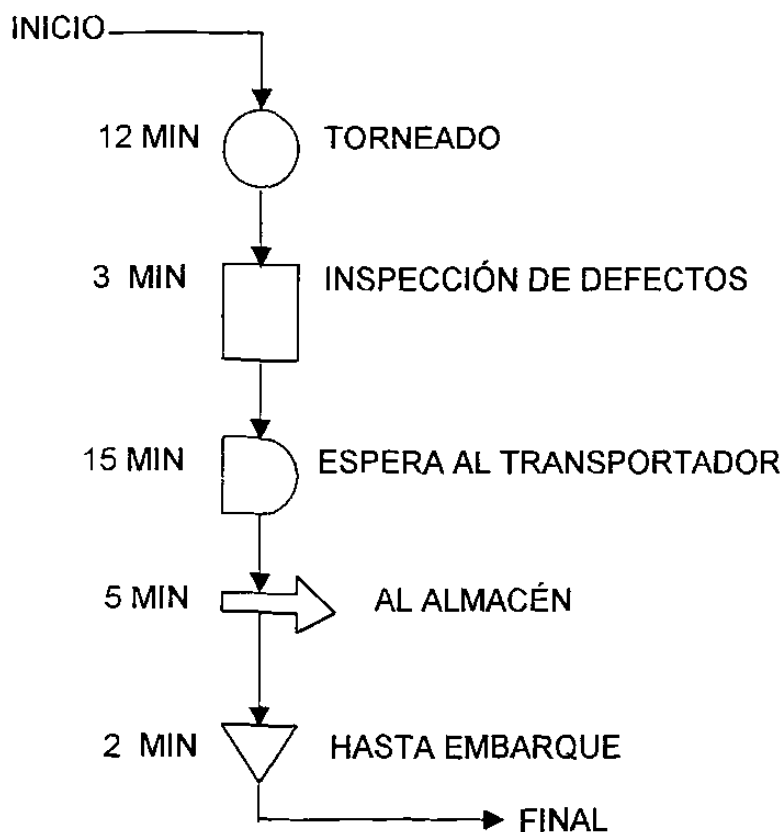 INICIO
12 MIN TORNEADO
3 MIN INSPECCIÓN DE DEFECTOS
15 MIN ESPERA AL TRANSPORTADOR
5 MIN AL ALMACÉN
2 MIN HASTA EMBARQUE
FINAL